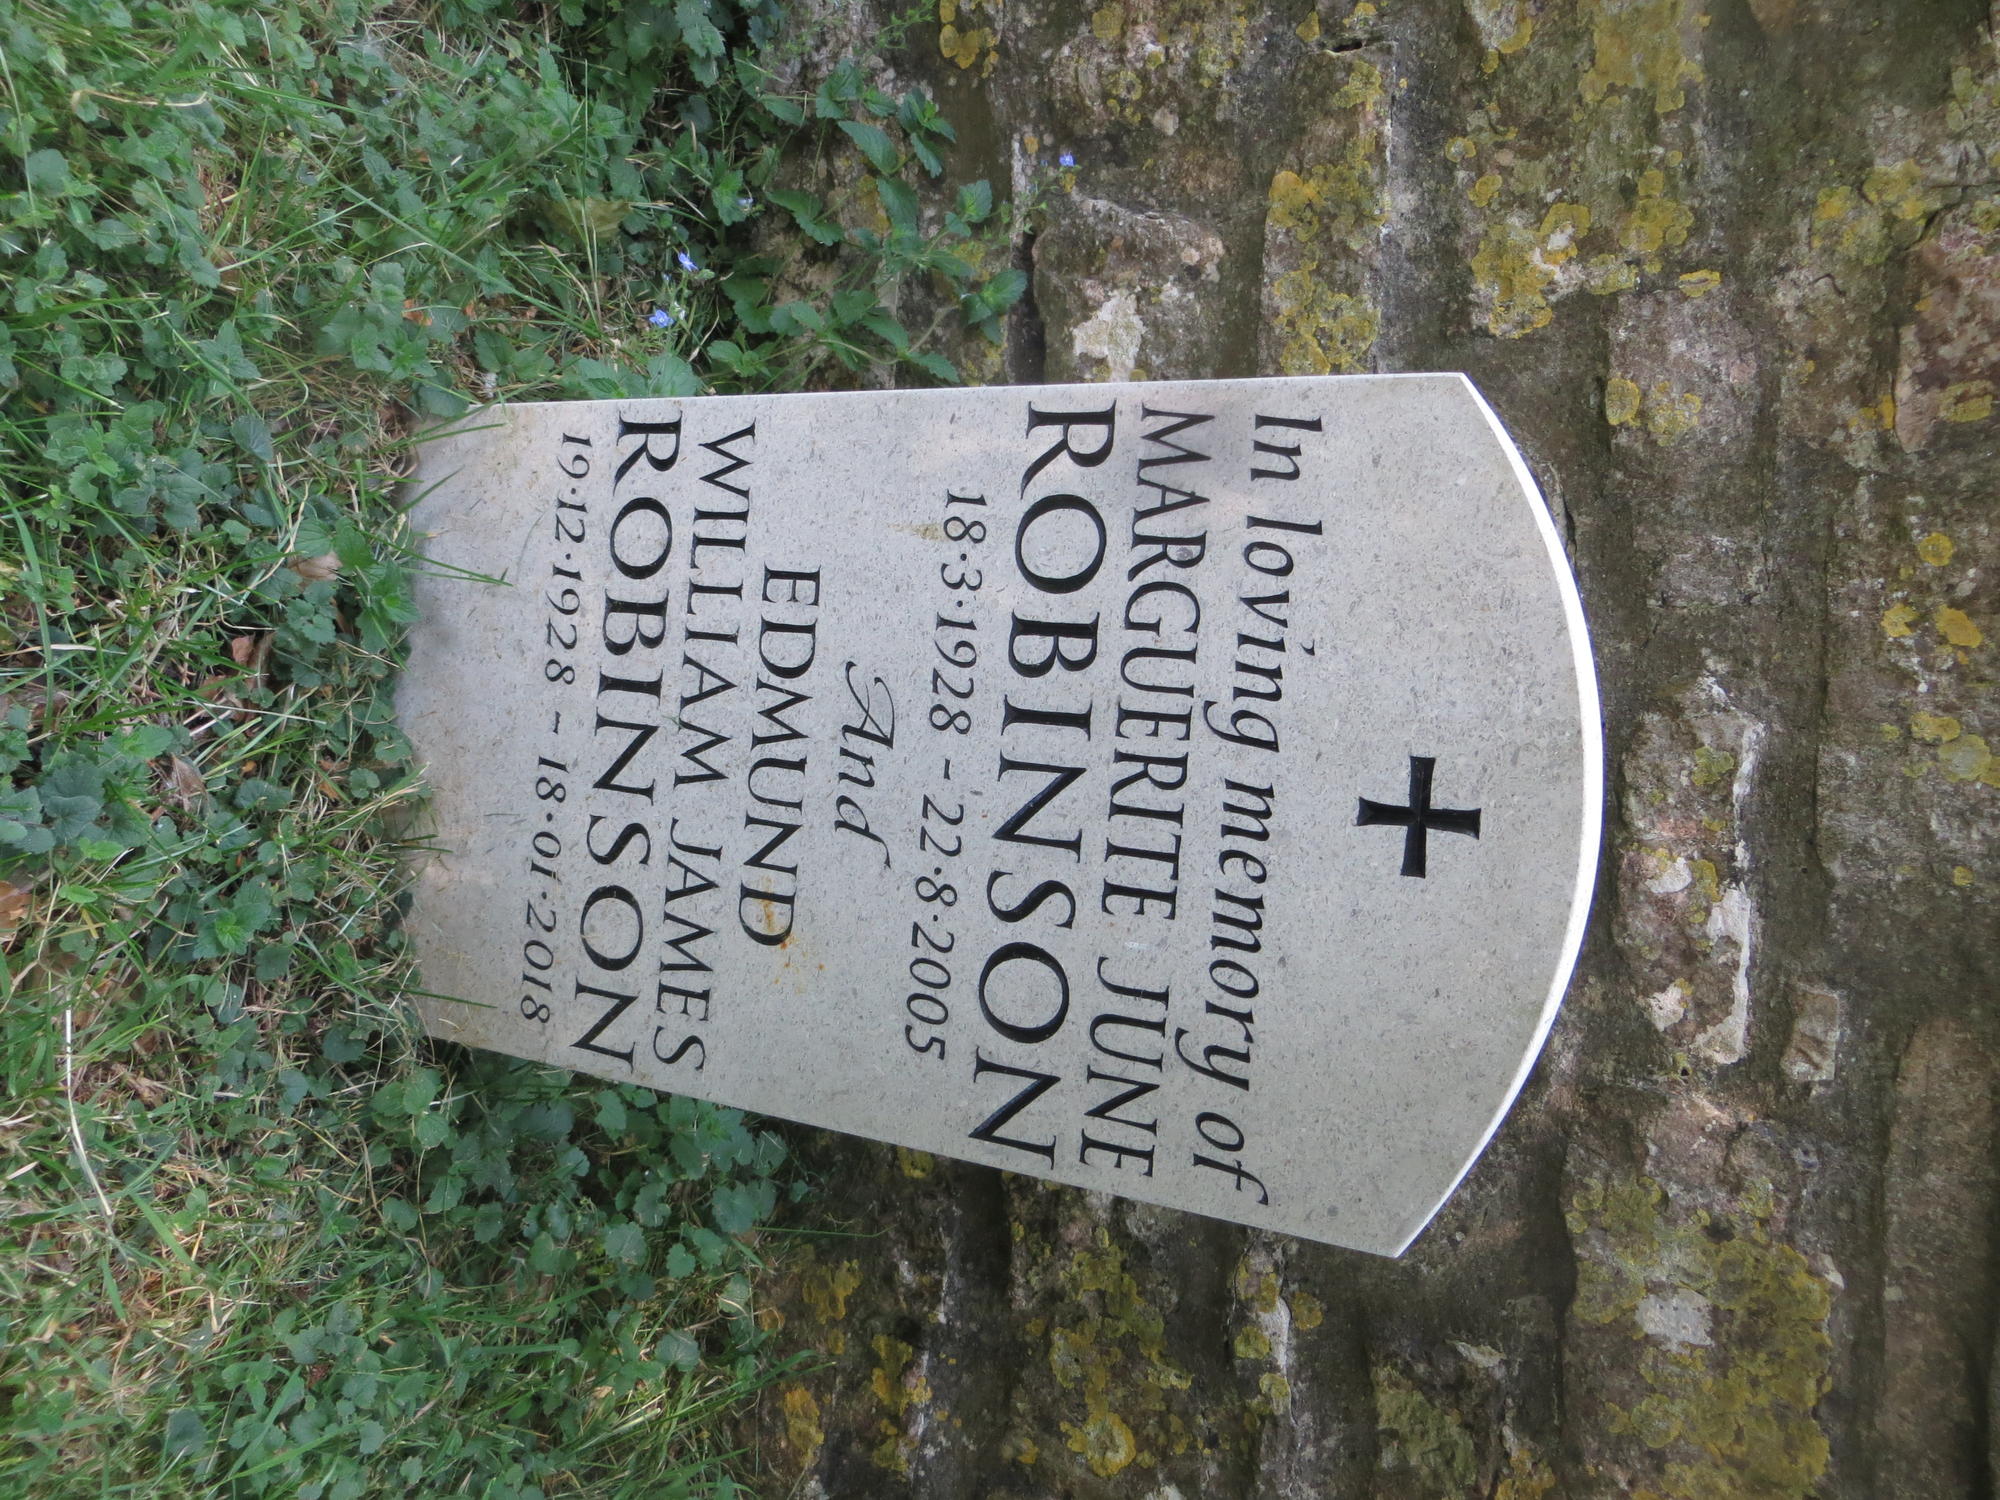 In loving memory of
MARGUERITE JUNE
ROBINSON
18·3·1928 - 22·8·2005
And
EDMUND
WILLIAM JAMES
ROBINSON
19·12·1928 - 18·01·2018